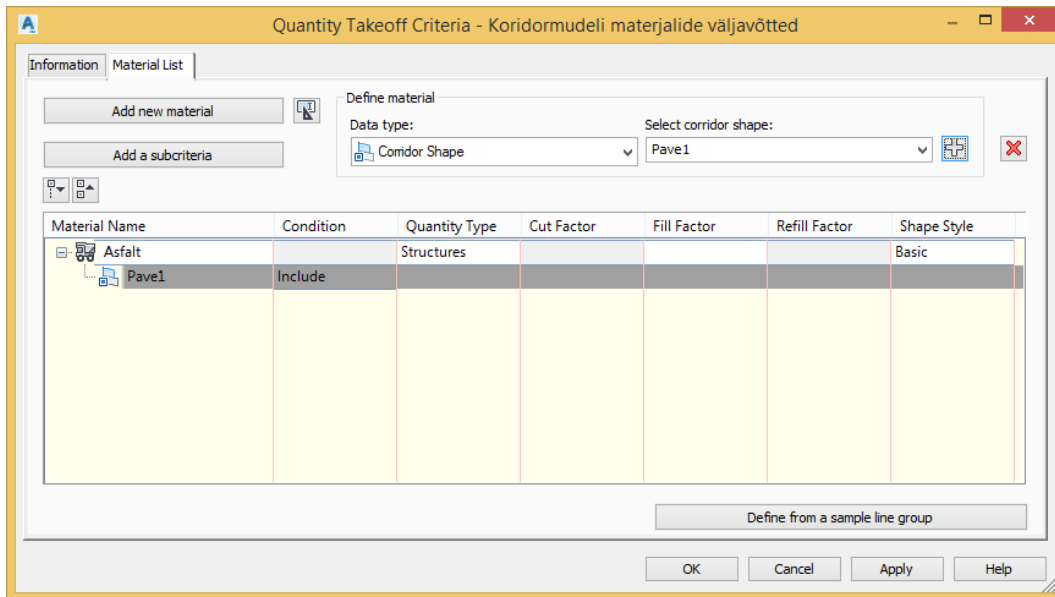 Quantity Takeoff Criteria - Koridormudeli materjalide väljavõtted
Information Material List
Add new material
Define material
Data type: Select corridor shape:
Corridor Shape Pave1
Add a subcriteria
Material Name Condition Quantity Type Cut Factor Fill Factor Refill Factor Shape Style
Asfalt Structures Basic
Pave1 Include
Define from a sample line group
OK Cancel Apply Help